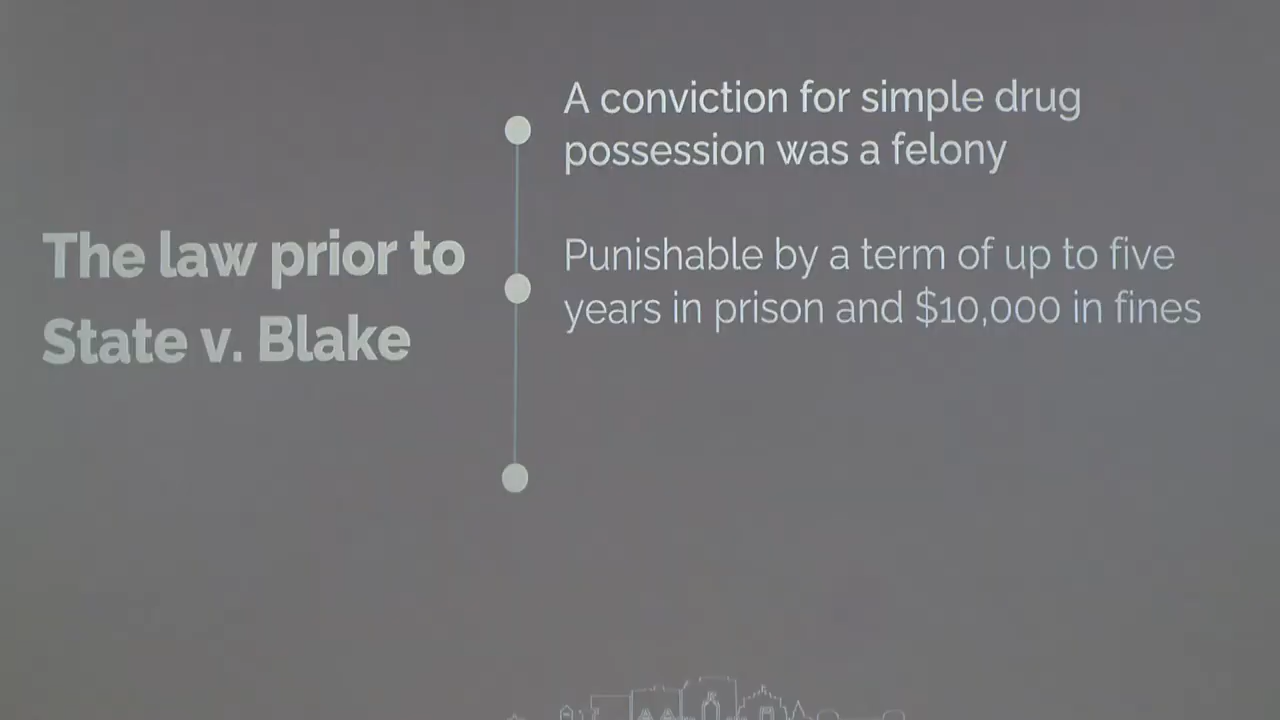 The law prior to
State v. Blake
A conviction for simple drug
possession was a felony
Punishable by a term of up to five
years in prison and $10,000 in fines